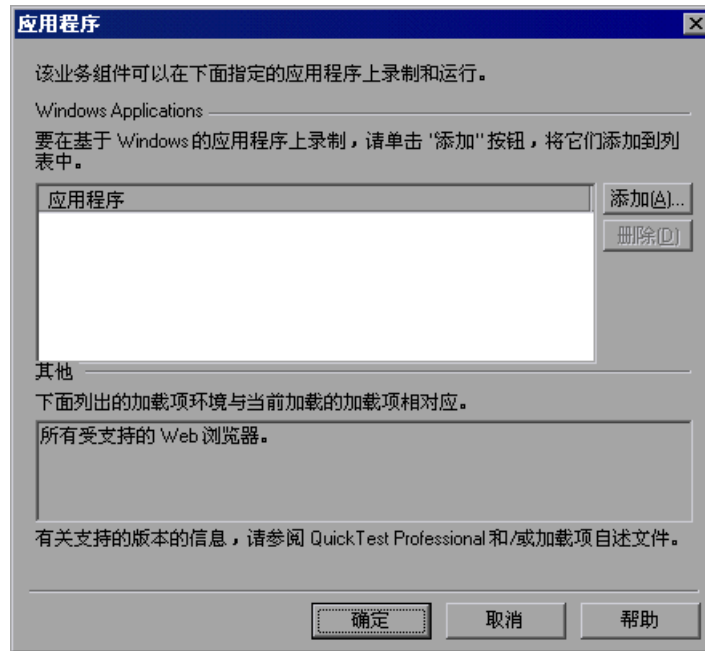 应用程序
该业务组件可以在下面指定的应用程序上录制和运行。
Windows Applications
要在基于 Windows 的应用程序上录制，请单击 '添加'' 按钮，将它们添加到列
表中。
应用程序
添加(A)...
删除(D)
其他
下面列出的加载项环境与当前加载的加载项相对应。
所有受支持的 Web 浏览器。
有关支持的版本的信息，请参阅 QuickTest Professional 和/或加载项自述文件。
确定
取消
帮助